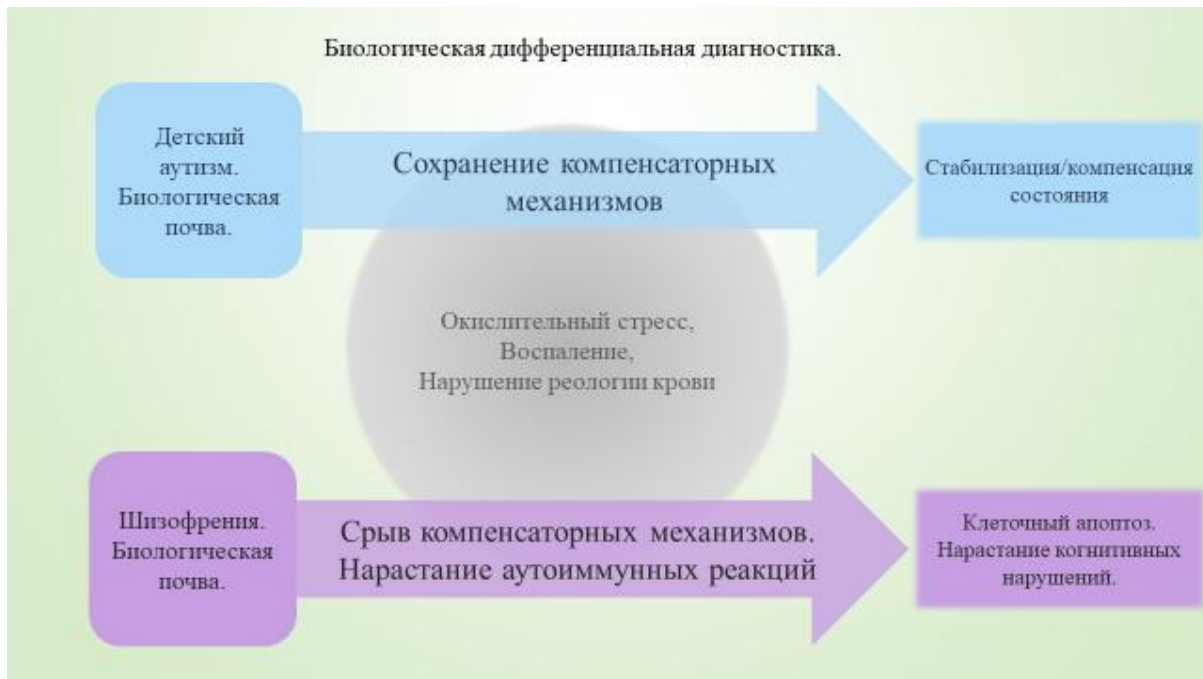 Биологическая дифференциальная диагностика.
Детский
аутизм.
Биологическая
почва.
Сохранение компенсаторных
механизмов
Стабилизация/компенсация
состояния
Окислительный стресс,
Воспаление,
Нарушение реологии крови
Шизофрения.
Биологическая
почва.
Срыв компенсаторных механизмов.
Нарастание аутоиммунных реакций
Клеточный апоптоз.
Нарастание когнитивных
нарушений.